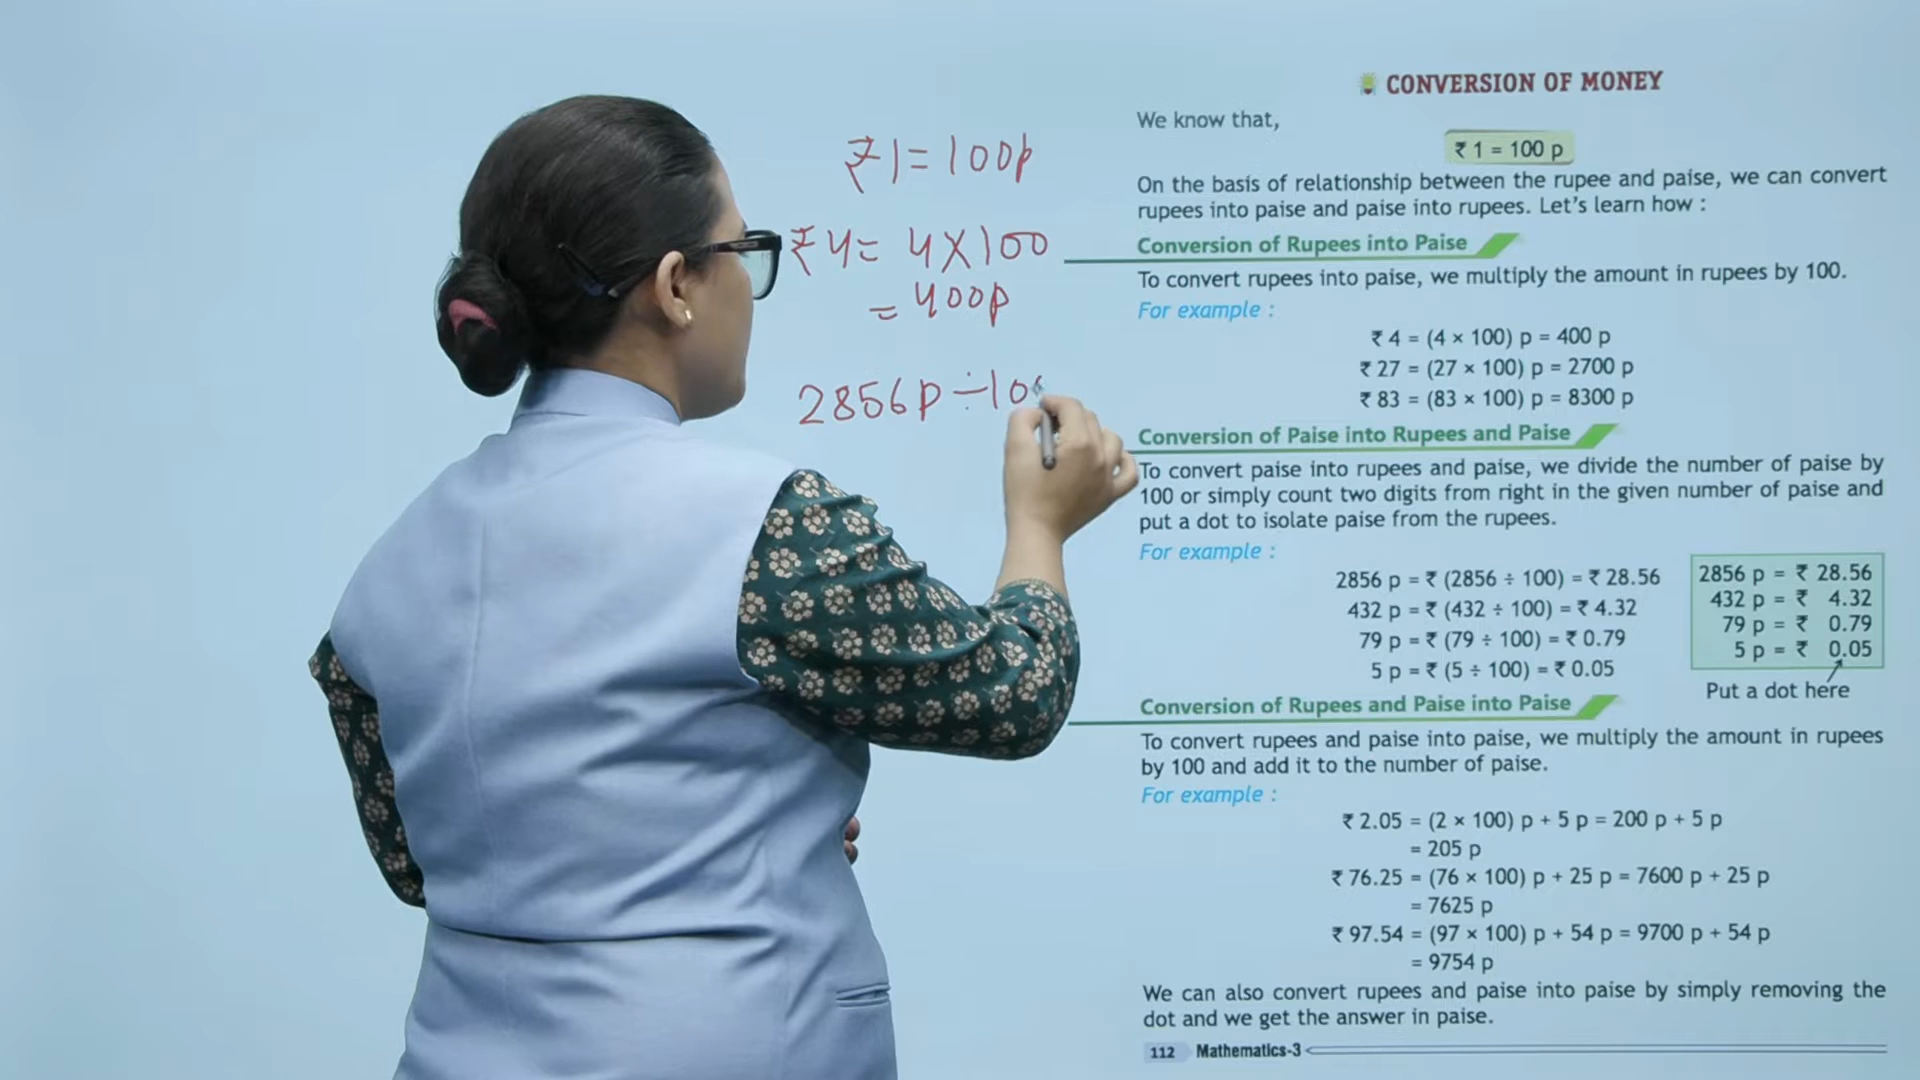 ₹1=100p
₹4= 4X100
= 400p
2856p÷100
CONVERSION OF MONEY
We know that,
₹ 1 = 100 p
On the basis of relationship between the rupee and paise, we can convert
rupees into paise and paise into rupees. Let's learn how :
Conversion of Rupees into Paise
To convert rupees into paise, we multiply the amount in rupees by 100.
For example :
₹ 4 = (4 × 100) p = 400 p
₹ 27 = (27 × 100) p = 2700 p
₹ 83 = (83 × 100) p = 8300 p
Conversion of Paise into Rupees and Paise
To convert paise into rupees and paise, we divide the number of paise by
100 or simply count two digits from right in the given number of paise and
put a dot to isolate paise from the rupees.
For example :
2856 p = ₹ (2856 ÷ 100) = ₹ 28.56
432 p = ₹ (432 ÷ 100) = ₹ 4.32
79 p = ₹ (79 ÷ 100) = ₹ 0.79
5 p = ₹ (5 ÷ 100) = ₹ 0.05
2856 p = ₹ 28.56
432 p = ₹ 4.32
79 p = ₹ 0.79
5 p = ₹ 0.05
Put a dot here
Conversion of Rupees and Paise into Paise
To convert rupees and paise into paise, we multiply the amount in rupees
by 100 and add it to the number of paise.
For example :
₹ 2.05 = (2 × 100) p + 5 p = 200 p + 5 p
= 205 p
₹ 76.25 = (76 × 100) p + 25 p = 7600 p + 25 p
= 7625 p
₹ 97.54 = (97 × 100) p + 54 p = 9700 p + 54 p
= 9754 p
We can also convert rupees and paise into paise by simply removing the
dot and we get the answer in paise.
112 Mathematics-3